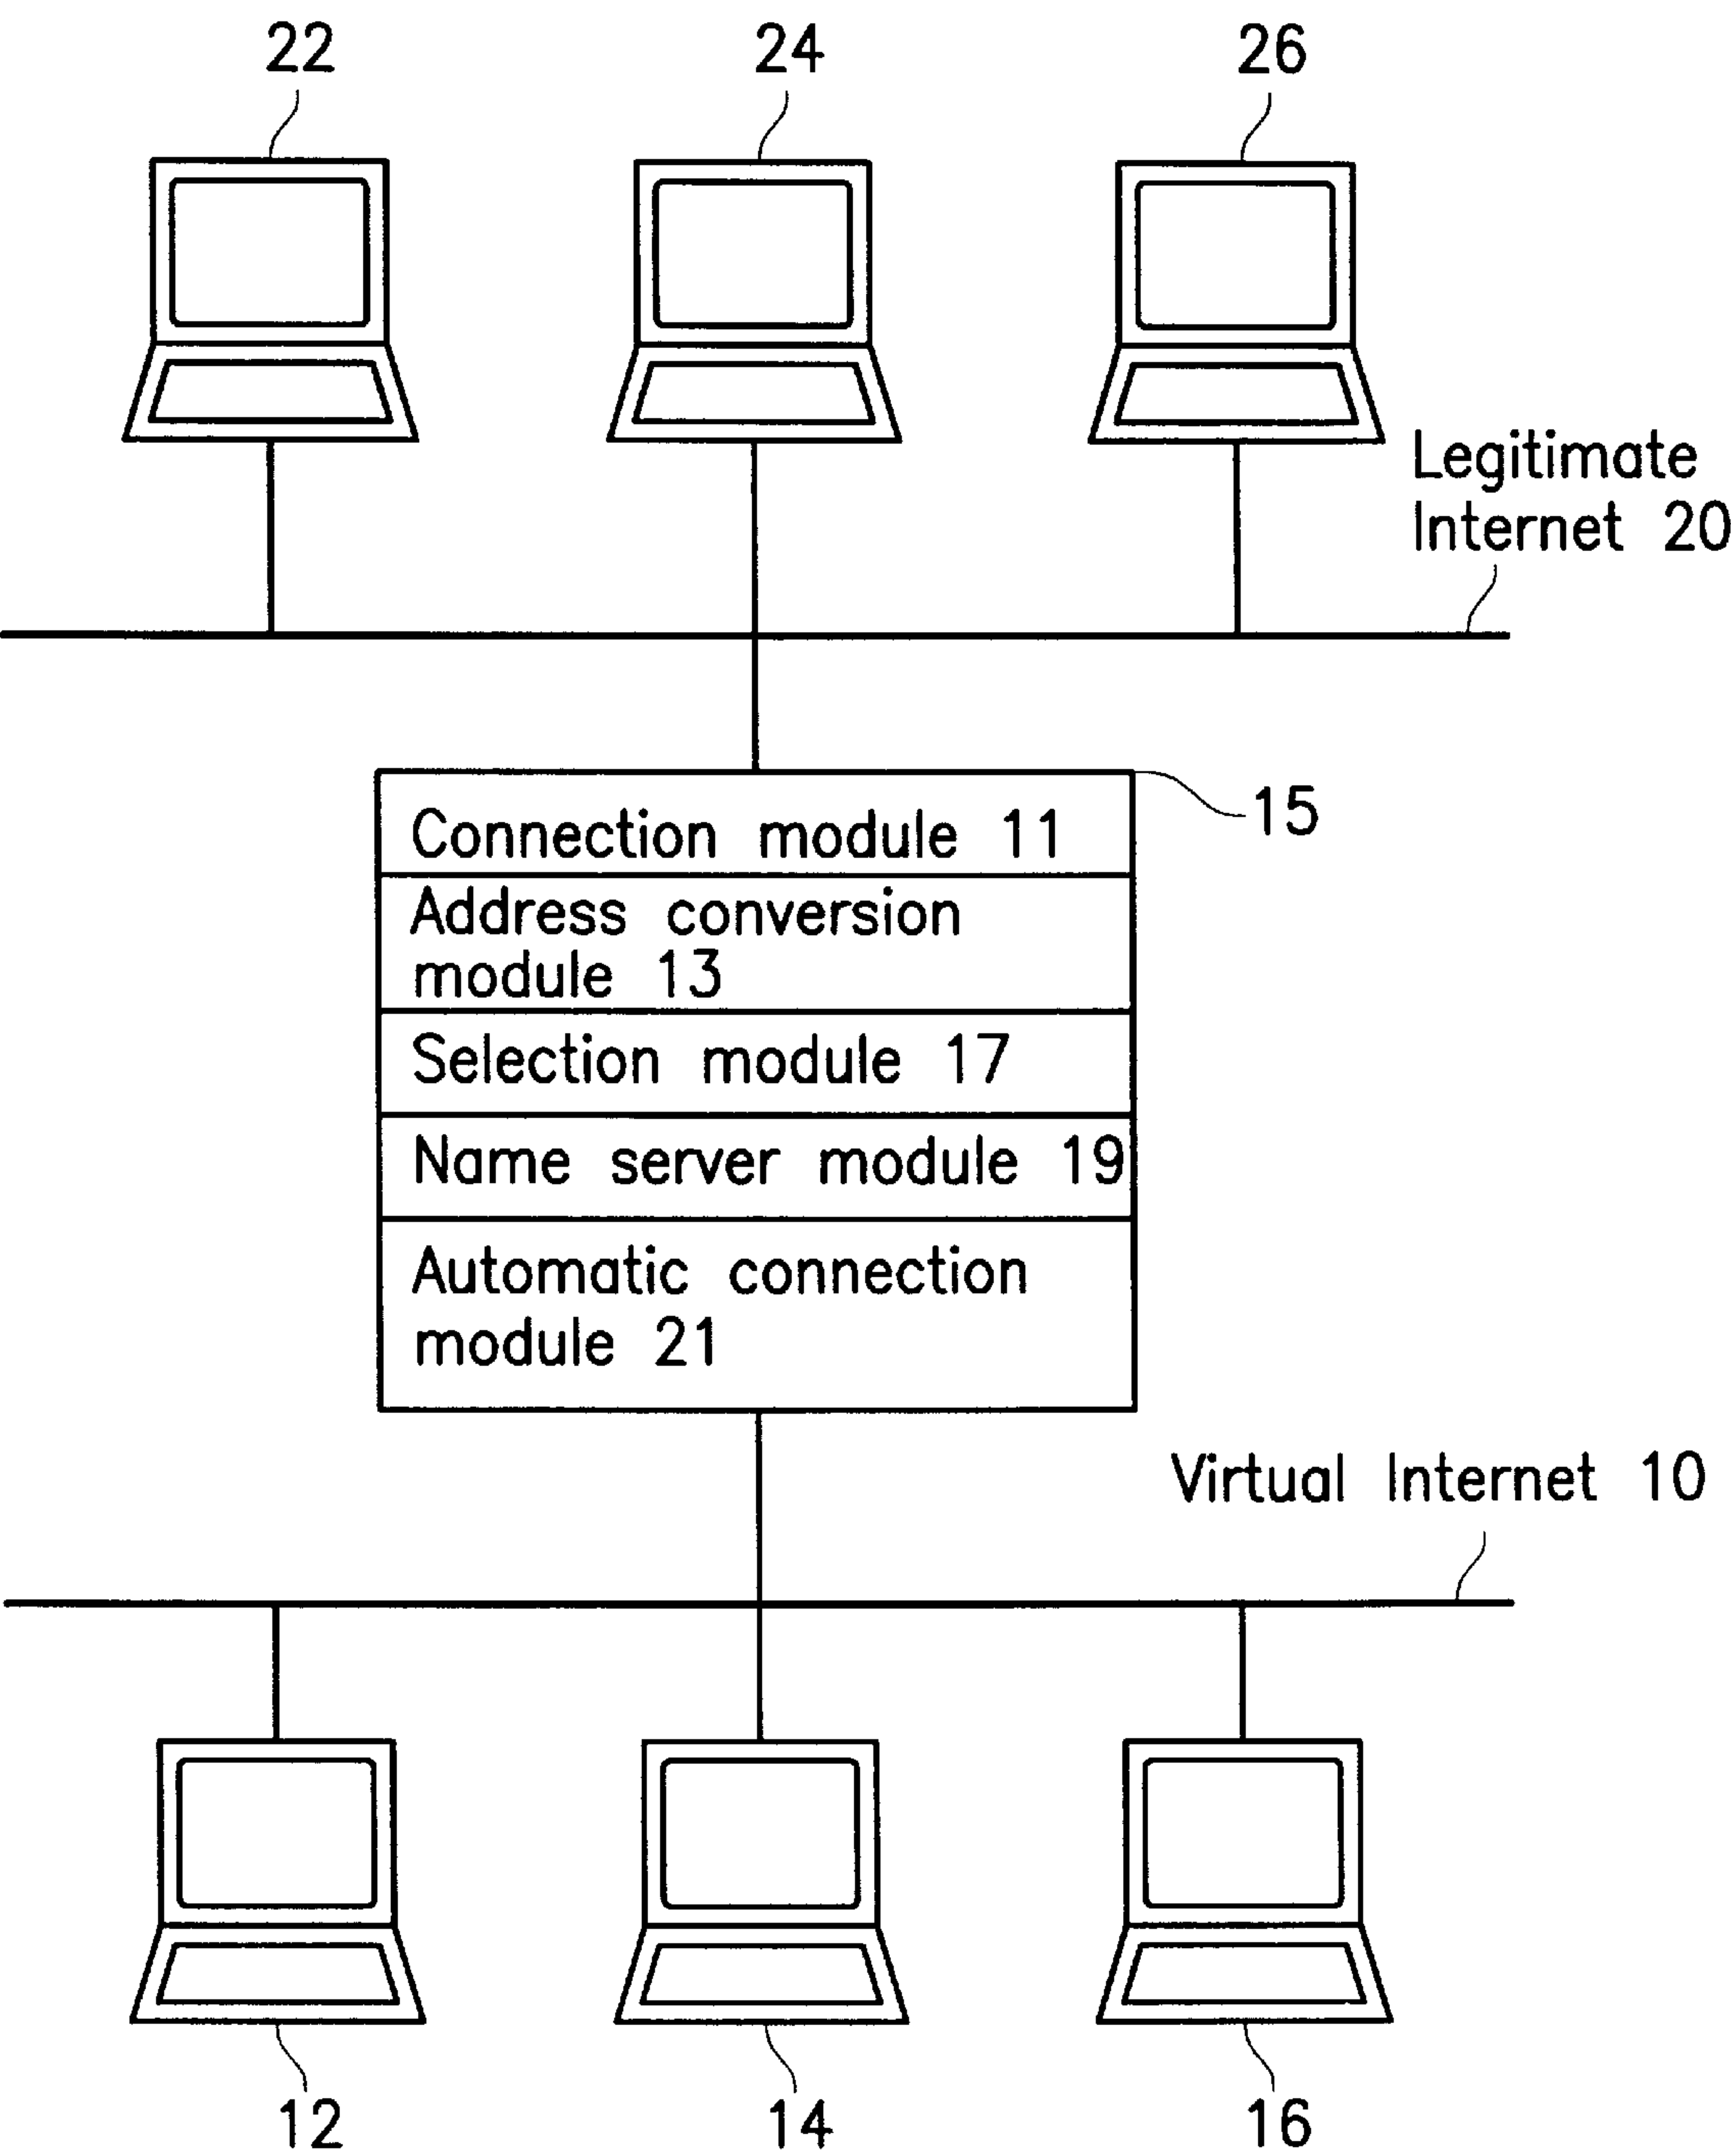 22
24
26
Legitimate
Internet 20
15
Connection module 11
Address conversion
module 13
Selection module 17
Name server module 19
Automatic connection
module 21
Virtual Internet 10
12
14
16